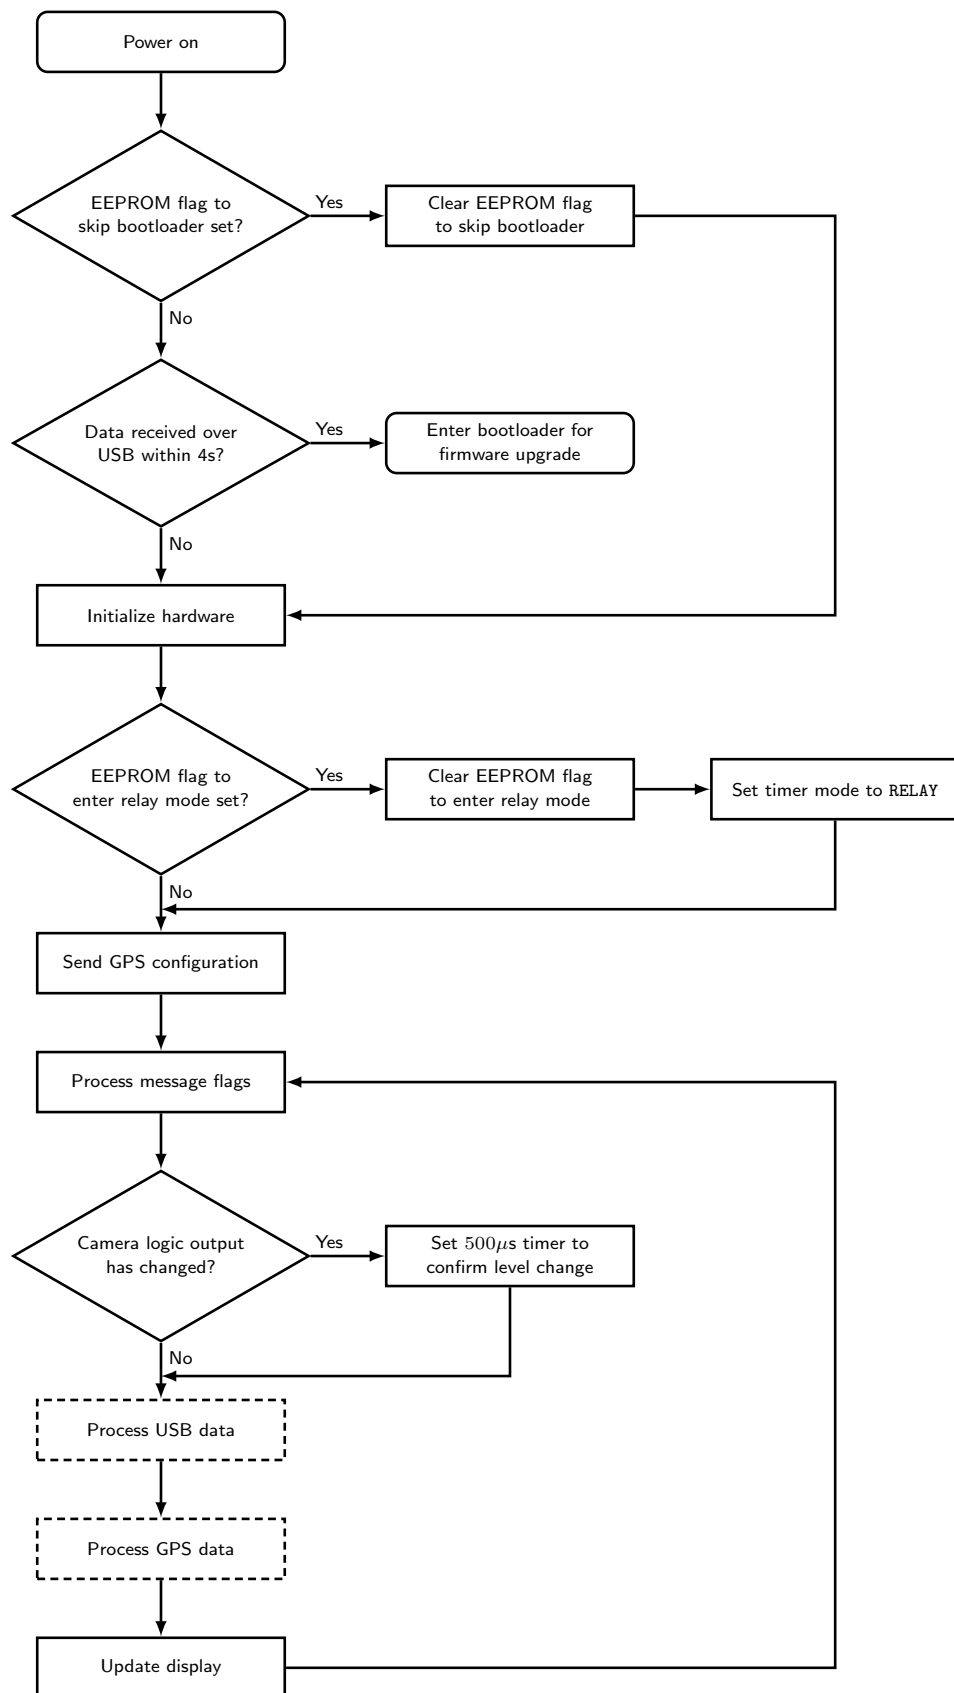 Power on
EEPROM flag to
skip bootloader set?
Yes
Clear EEPROM flag
to skip bootloader
No
Data received over
USB within 4s?
Yes
Enter bootloader for
firmware upgrade
No
Initialize hardware
EEPROM flag to
enter relay mode set?
Yes
Clear EEPROM flag
to enter relay mode
Set timer mode to RELAY
No
Send GPS configuration
Process message flags
Camera logic output
has changed?
Yes
Set 500μs timer to
confirm level change
No
Process USB data
Process GPS data
Update display